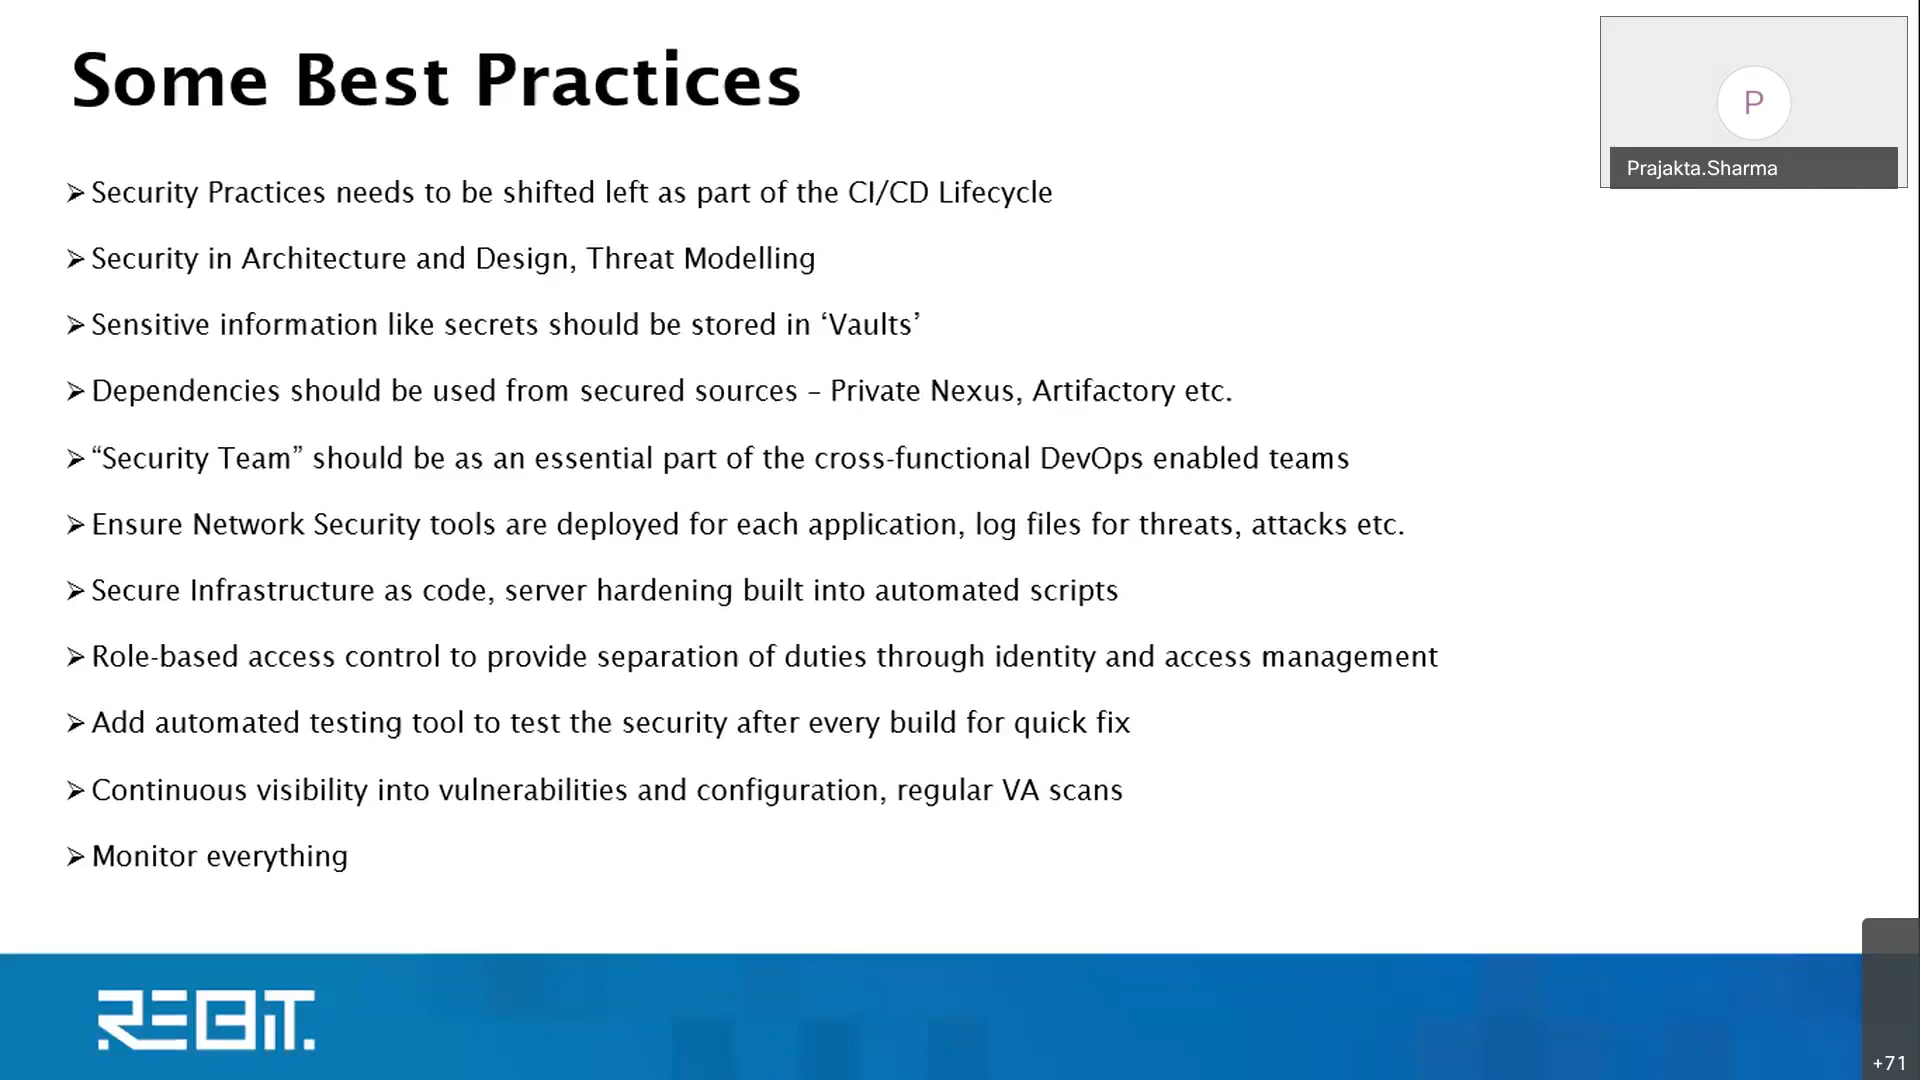 Some Best Practices
P
Prajakta.Sharma
➢Security Practices needs to be shifted left as part of the CI/CD Lifecycle
➢Security in Architecture and Design, Threat Modelling
➢Sensitive information like secrets should be stored in ‘Vaults’
➢Dependencies should be used from secured sources – Private Nexus, Artifactory etc.
➢“Security Team” should be as an essential part of the cross-functional DevOps enabled teams
➢Ensure Network Security tools are deployed for each application, log files for threats, attacks etc.
➢Secure Infrastructure as code, server hardening built into automated scripts
➢Role-based access control to provide separation of duties through identity and access management
➢Add automated testing tool to test the security after every build for quick fix
➢Continuous visibility into vulnerabilities and configuration, regular VA scans
➢Monitor everything
REBIT.
+71